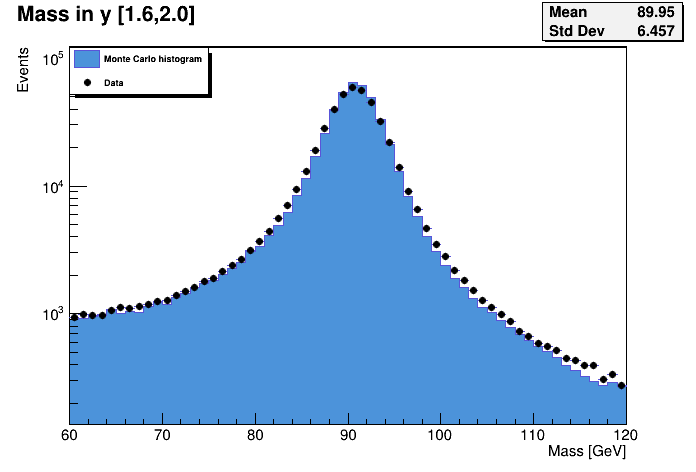 Mass in y [1.6,2.0]
Mean 89.95
Std Dev 6.457
Events
10^5
Monte Carlo histogram
Data
10^4
10^3
60 70 80 90 100 110 120
Mass [GeV]